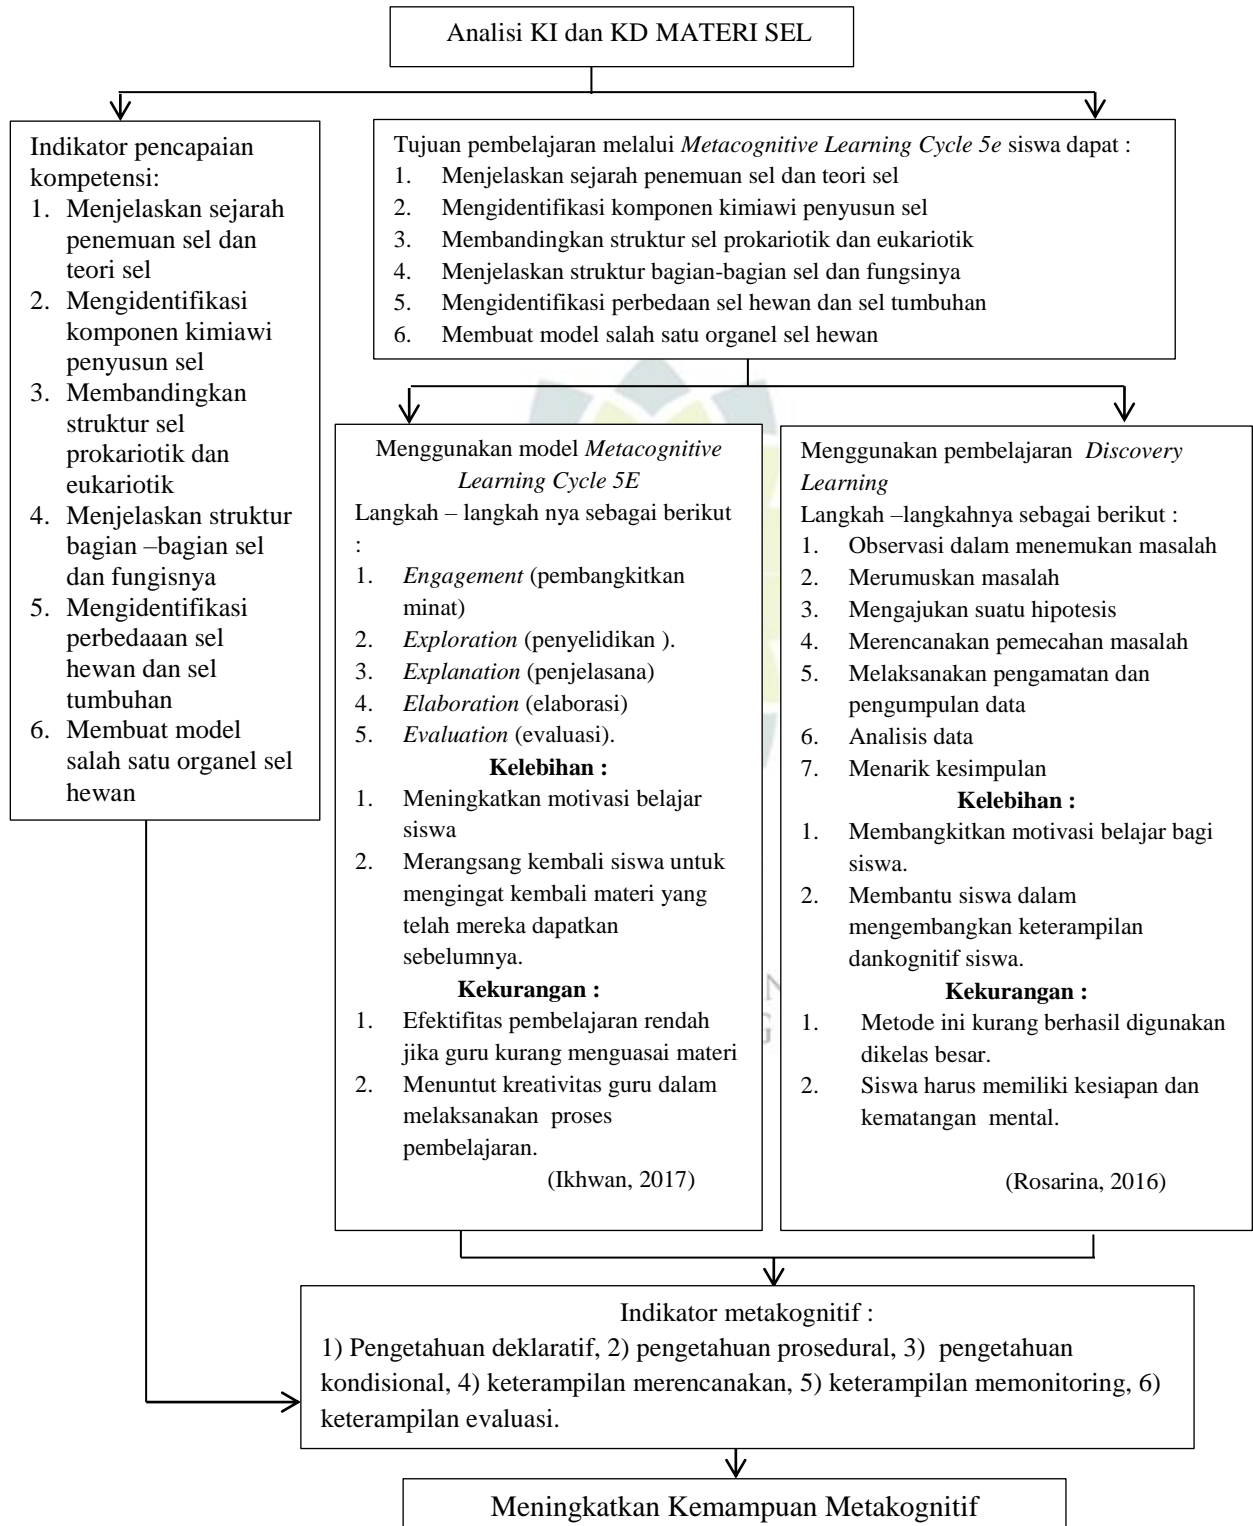 Analisi KI dan KD MATERI SEL
Indikator pencapaian
kompetensi:
1. Menjelaskan sejarah
penemuan sel dan
teori sel
2. Mengidentifikasi
komponen kimiawi
penyusun sel
3. Membandingkan
struktur sel
prokariotik dan
eukariotik
4. Menjelaskan struktur
bagian –bagian sel
dan fungisnya
5. Mengidentifikasi
perbedaaan sel
hewan dan sel
tumbuhan
6. Membuat model
salah satu organel sel
hewan
Tujuan pembelajaran melalui Metacognitive Learning Cycle 5e siswa dapat :
1. Menjelaskan sejarah penemuan sel dan teori sel
2. Mengidentifikasi komponen kimiawi penyusun sel
3. Membandingkan struktur sel prokariotik dan eukariotik
4. Menjelaskan struktur bagian-bagian sel dan fungsinya
5. Mengidentifikasi perbedaan sel hewan dan sel tumbuhan
6. Membuat model salah satu organel sel hewan
Menggunakan model Metacognitive
Learning Cycle 5E
Langkah – langkah nya sebagai berikut
:
1. Engagement (pembangkitkan
minat)
2. Exploration (penyelidikan ).
3. Explanation (penjelasana)
4. Elaboration (elaborasi)
5. Evaluation (evaluasi).
Kelebihan :
1. Meningkatkan motivasi belajar
siswa
2. Merangsang kembali siswa untuk
mengingat kembali materi yang
telah mereka dapatkan
sebelumnya.
Kekurangan :
1. Efektifitas pembelajaran rendah
jika guru kurang menguasai materi
2. Menuntut kreativitas guru dalam
melaksanakan proses
pembelajaran.
(Ikhwan, 2017)
Menggunakan pembelajaran Discovery
Learning
Langkah –langkahnya sebagai berikut :
1. Observasi dalam menemukan masalah
2. Merumuskan masalah
3. Mengajukan suatu hipotesis
4. Merencanakan pemecahan masalah
5. Melaksanakan pengamatan dan
pengumpulan data
6. Analisis data
7. Menarik kesimpulan
Kelebihan :
1. Membangkitkan motivasi belajar bagi
siswa.
2. Membantu siswa dalam
mengembangkan keterampilan
dankognitif siswa.
Kekurangan :
1. Metode ini kurang berhasil digunakan
dikelas besar.
2. Siswa harus memiliki kesiapan dan
kematangan mental.
(Rosarina, 2016)
Indikator metakognitif :
1) Pengetahuan deklaratif, 2) pengetahuan prosedural, 3) pengetahuan
kondisional, 4) keterampilan merencanakan, 5) keterampilan memonitoring, 6)
keterampilan evaluasi.
Meningkatkan Kemampuan Metakognitif